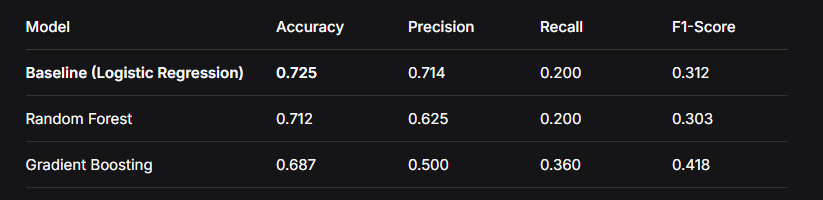 Model Accuracy Precision Recall F1-Score
Baseline (Logistic Regression) 0.725 0.714 0.200 0.312
Random Forest 0.712 0.625 0.200 0.303
Gradient Boosting 0.687 0.500 0.360 0.418